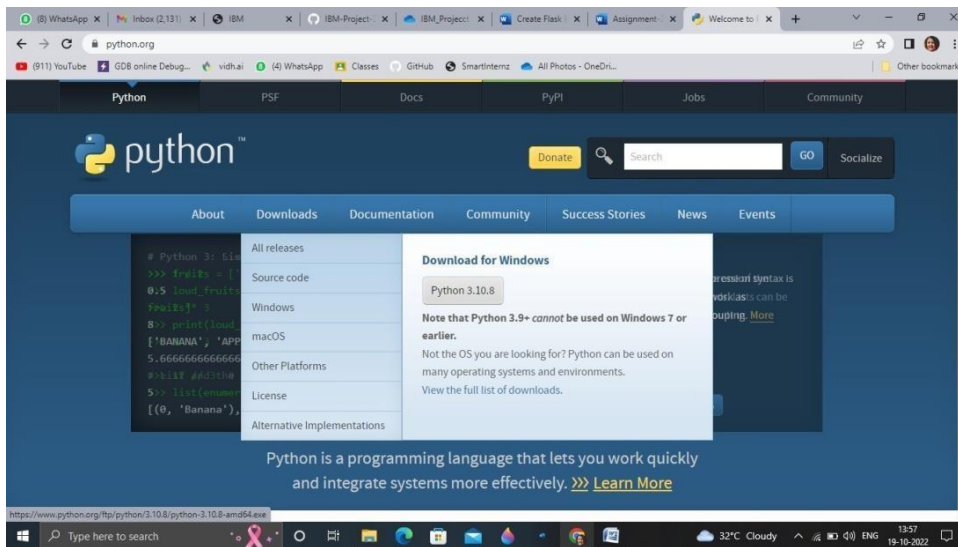 (8) WhatsApp
Inbox (2,131)
IBM
IBM-Project-
IBM_Project
Create Flask
Assignment-
Welcome to
python.org
(911) YouTube
GDB online Debug...
vidh.ai
(4) WhatsApp
Classes
GitHub
SmartInternz
All Photos - OneDri...
Other bookmark
Python
PSF
Docs
PyPI
Jobs
Community
python™
Donate
Search
GO
Socialize
About
Downloads
Documentation
Community
Success Stories
News
Events
# Python 3: Sim
All releases
Source code
Windows
macOS
Other Platforms
License
Alternative Implementations
Download for Windows
Python 3.10.8
Note that Python 3.9+ cannot be used on Windows 7 or
earlier.
Not the OS you are looking for? Python can be used on
many operating systems and environments.
View the full list of downloads.
>>> print(loud_
['BANANA', 'APP
5.6666666666666
[(0, 'Banana'),
More
Python is a programming language that lets you work quickly
and integrate systems more effectively. >>> Learn More
https://www.python.org/ftp/python/3.10.8/python-3.10.8-amd64.exe
Type here to search
32°C Cloudy
ENG
13:57
19-10-2022